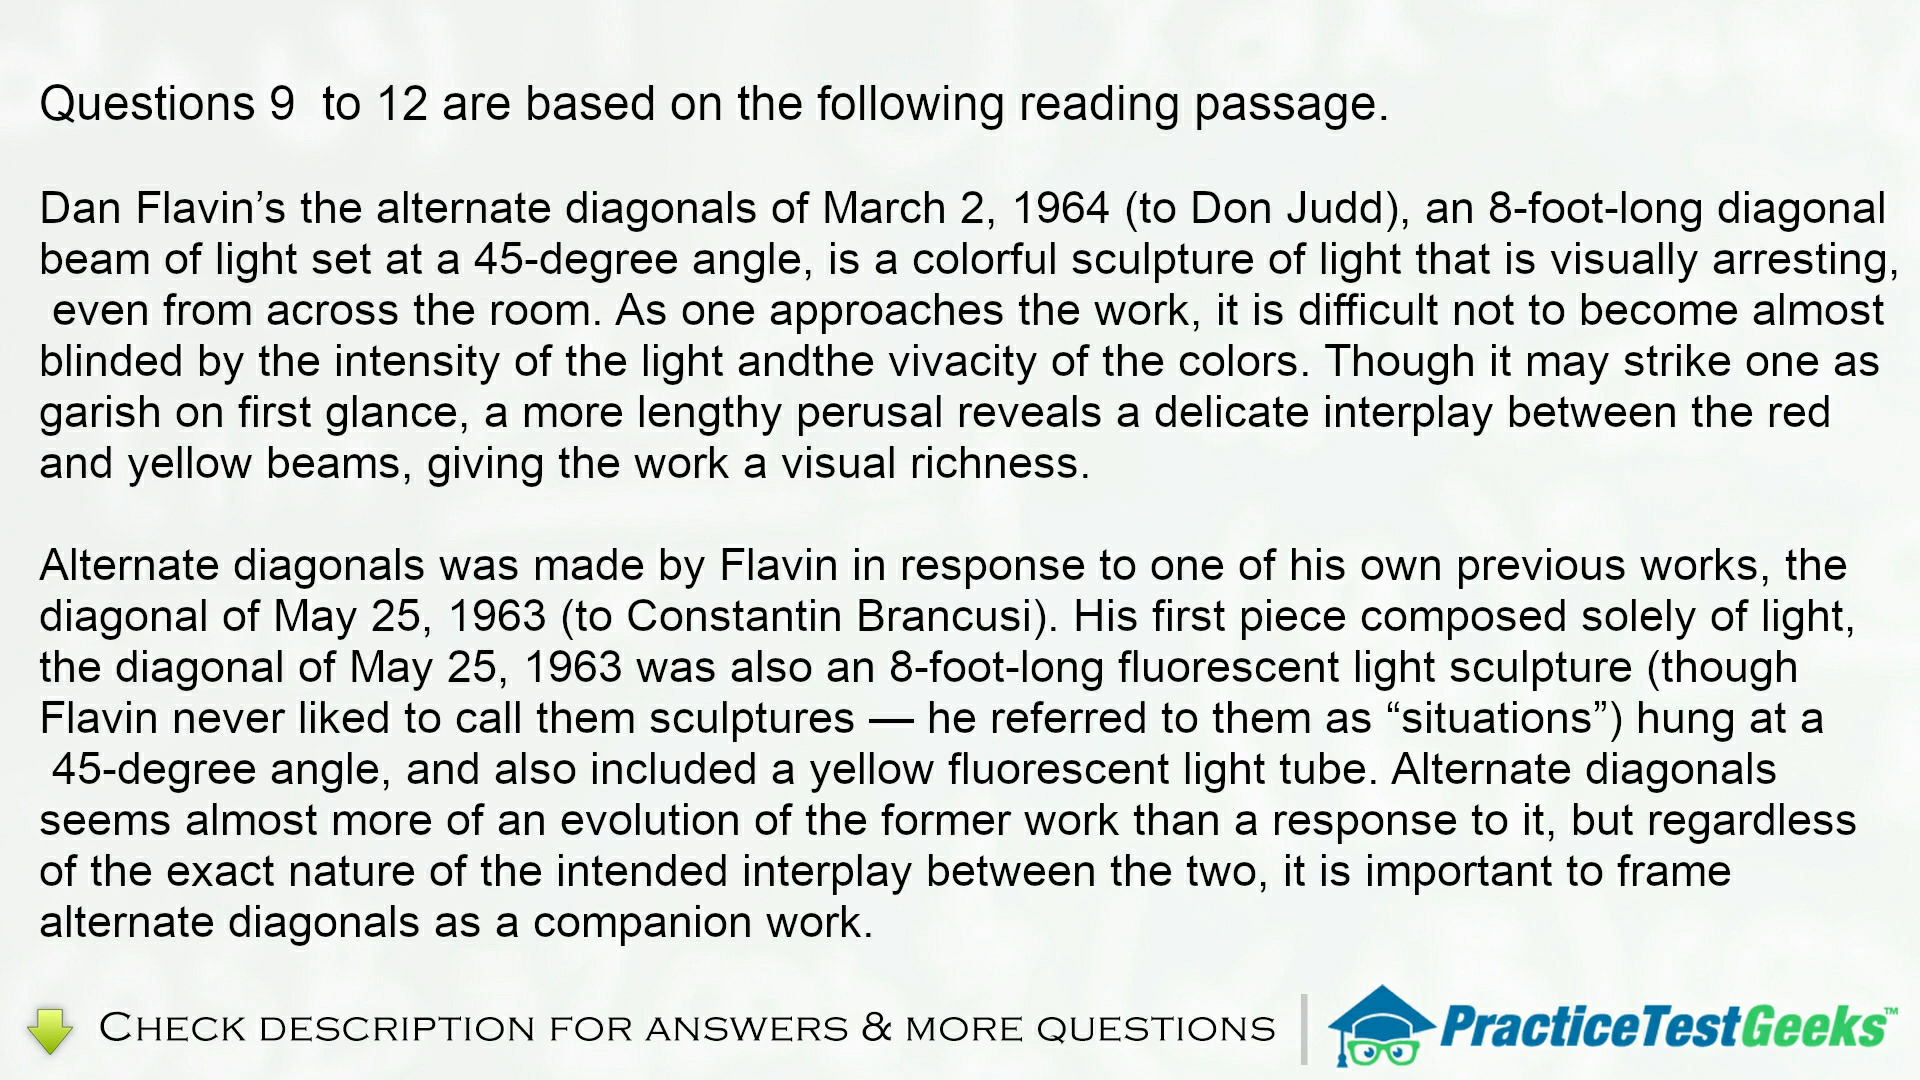 Questions 9  to 12 are based on the following reading passage.
Dan Flavin’s the alternate diagonals of March 2, 1964 (to Don Judd), an 8-foot-long diagonal
beam of light set at a 45-degree angle, is a colorful sculpture of light that is visually arresting,
even from across the room. As one approaches the work, it is difficult not to become almost
blinded by the intensity of the light andthe vivacity of the colors. Though it may strike one as
garish on first glance, a more lengthy perusal reveals a delicate interplay between the red
and yellow beams, giving the work a visual richness.
Alternate diagonals was made by Flavin in response to one of his own previous works, the
diagonal of May 25, 1963 (to Constantin Brancusi). His first piece composed solely of light,
the diagonal of May 25, 1963 was also an 8-foot-long fluorescent light sculpture (though
Flavin never liked to call them sculptures — he referred to them as “situations”) hung at a
45-degree angle, and also included a yellow fluorescent light tube. Alternate diagonals
seems almost more of an evolution of the former work than a response to it, but regardless
of the exact nature of the intended interplay between the two, it is important to frame
alternate diagonals as a companion work.
Check description for answers & more questions
PracticeTestGeeks™